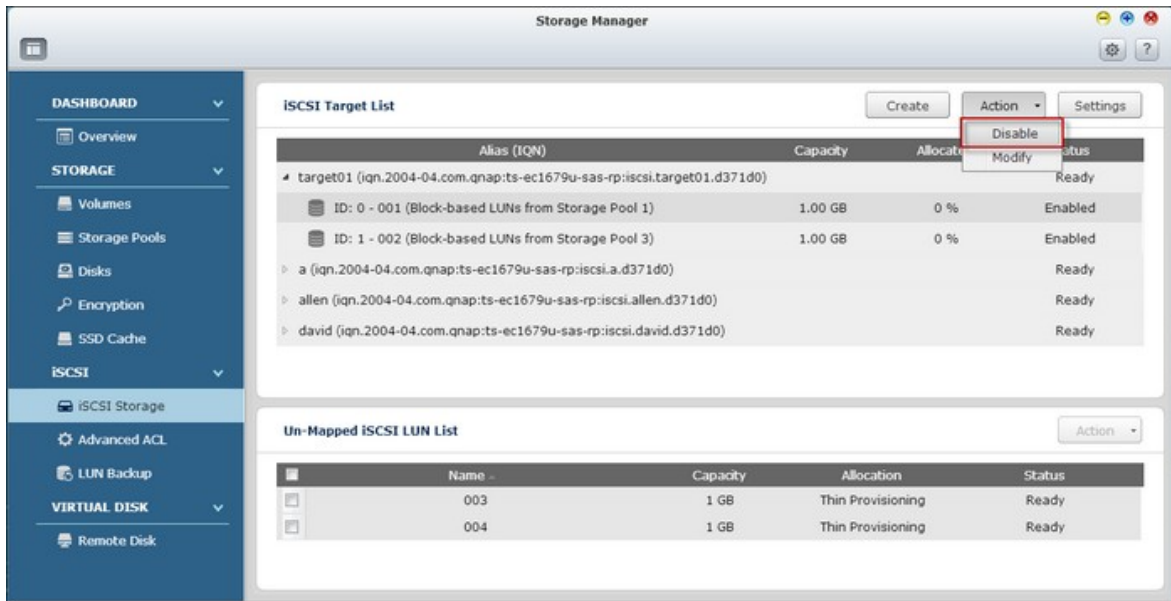 Storage Manager
DASHBOARD
Overview
STORAGE
Volumes
Storage Pools
Disks
Encryption
SSD Cache
iSCSI
iSCSI Storage
Advanced ACL
LUN Backup
VIRTUAL DISK
Remote Disk
iSCSI Target List Create Action Settings
Disable
Modify
Alias (IQN) Capacity Allocate atus
target01 (iqn.2004-04.com.qnap:ts-ec1679u-sas-rp:iscsi.target01.d371d0) Ready
ID: 0 - 001 (Block-based LUNs from Storage Pool 1) 1.00 GB 0 % Enabled
ID: 1 - 002 (Block-based LUNs from Storage Pool 3) 1.00 GB 0 % Enabled
a (iqn.2004-04.com.qnap:ts-ec1679u-sas-rp:iscsi.a.d371d0) Ready
allen (iqn.2004-04.com.qnap:ts-ec1679u-sas-rp:iscsi.allen.d371d0) Ready
david (iqn.2004-04.com.qnap:ts-ec1679u-sas-rp:iscsi.david.d371d0) Ready
Un-Mapped iSCSI LUN List Action
Name Capacity Allocation Status
003 1 GB Thin Provisioning Ready
004 1 GB Thin Provisioning Ready